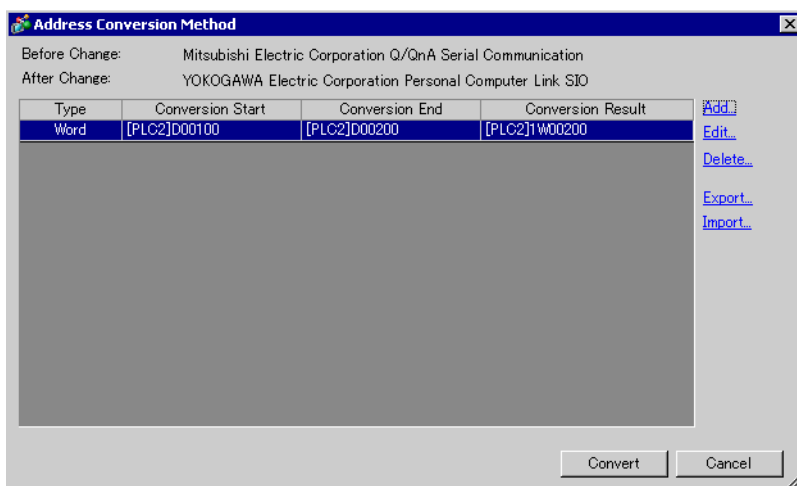 Address Conversion Method
Before Change: Mitsubishi Electric Corporation Q/QnA Serial Communication
After Change: YOKOGAWA Electric Corporation Personal Computer Link SIO
Type Conversion Start Conversion End Conversion Result
Word [PLC2]D00100 [PLC2]D00200 [PLC2]1W00200
Add...
Edit...
Delete...
Export...
Import...
Convert Cancel